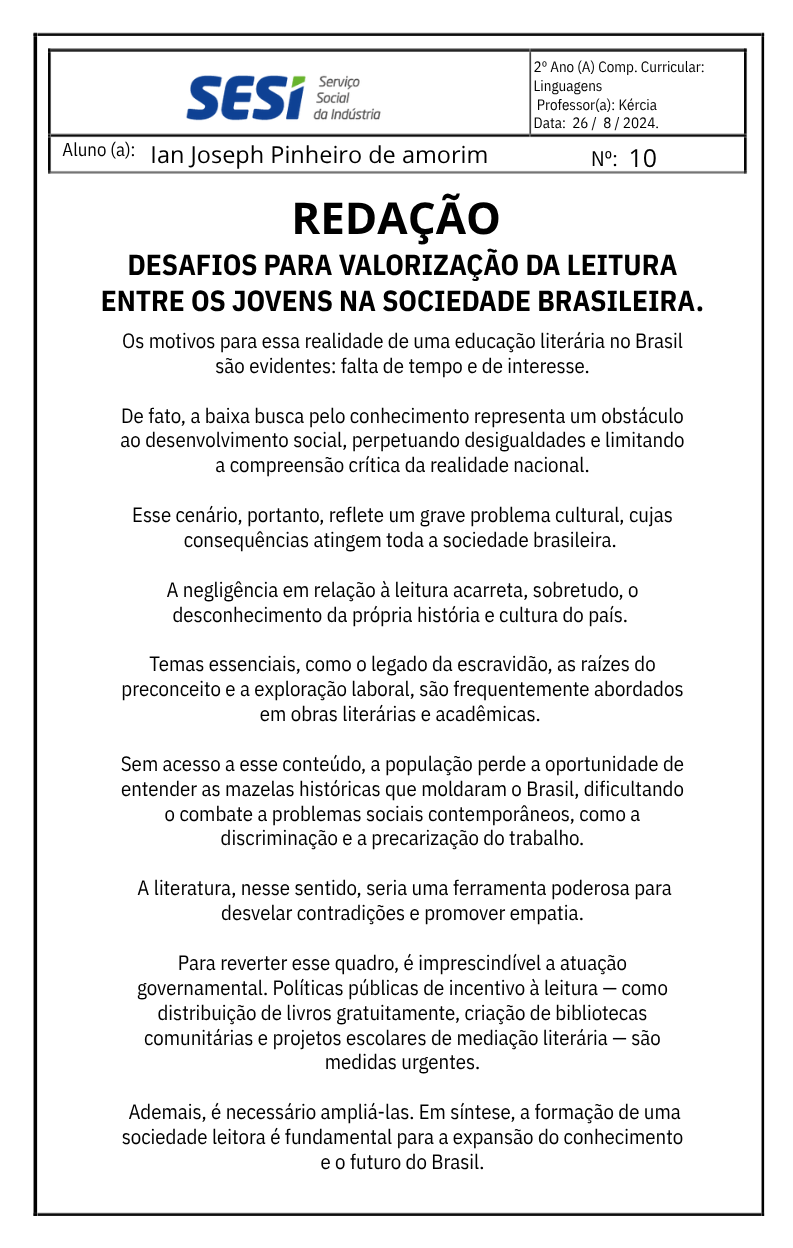 SESI
Serviço
Social
da Indústria
2º Ano (A) Comp. Curricular:
Linguagens
Professor(a): Kércia
Data: 26 / 8 / 2024.
Aluno (a): Ian Joseph Pinheiro de amorim Nº: 10
REDAÇÃO
DESAFIOS PARA VALORIZAÇÃO DA LEITURA
ENTRE OS JOVENS NA SOCIEDADE BRASILEIRA.
Os motivos para essa realidade de uma educação literária no Brasil
são evidentes: falta de tempo e de interesse.
De fato, a baixa busca pelo conhecimento representa um obstáculo
ao desenvolvimento social, perpetuando desigualdades e limitando
a compreensão crítica da realidade nacional.
Esse cenário, portanto, reflete um grave problema cultural, cujas
consequências atingem toda a sociedade brasileira.
A negligência em relação à leitura acarreta, sobretudo, o
desconhecimento da própria história e cultura do país.
Temas essenciais, como o legado da escravidão, as raízes do
preconceito e a exploração laboral, são frequentemente abordados
em obras literárias e acadêmicas.
Sem acesso a esse conteúdo, a população perde a oportunidade de
entender as mazelas históricas que moldaram o Brasil, dificultando
o combate a problemas sociais contemporâneos, como a
discriminação e a precarização do trabalho.
A literatura, nesse sentido, seria uma ferramenta poderosa para
desvelar contradições e promover empatia.
Para reverter esse quadro, é imprescindível a atuação
governamental. Políticas públicas de incentivo à leitura — como
distribuição de livros gratuitamente, criação de bibliotecas
comunitárias e projetos escolares de mediação literária — são
medidas urgentes.
Ademais, é necessário ampliá-las. Em síntese, a formação de uma
sociedade leitora é fundamental para a expansão do conhecimento
e o futuro do Brasil.